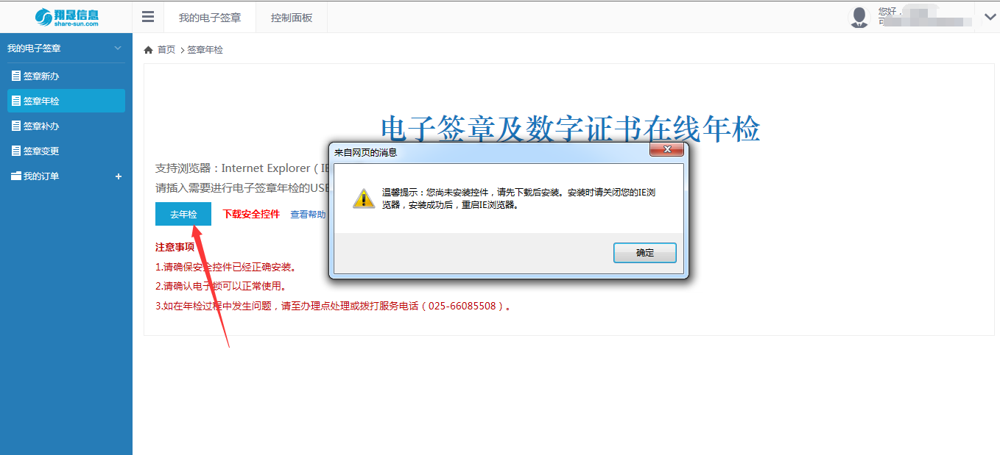 翔晟信息
share-sun.com
我的电子签章
控制面板
您好，
可
我的电子签章
签章新办
签章年检
签章补办
签章变更
我的订单
首页 > 签章年检
电子签章及数字证书在线年检
支持浏览器：Internet Explorer（IE
请插入需要进行电子签章年检的USB
去年检
下载安全控件
查看帮助
注意事项
1.请确保安全控件已经正确安装。
2.请确认电子锁可以正常使用。
3.如在年检过程中发生问题，请至办理点处理或拨打服务电话（025-66085508）。
来自网页的消息
温馨提示：您尚未安装控件，请先下载后安装。安装时请关闭您的IE浏
览器，安装成功后，重启IE浏览器。
确定